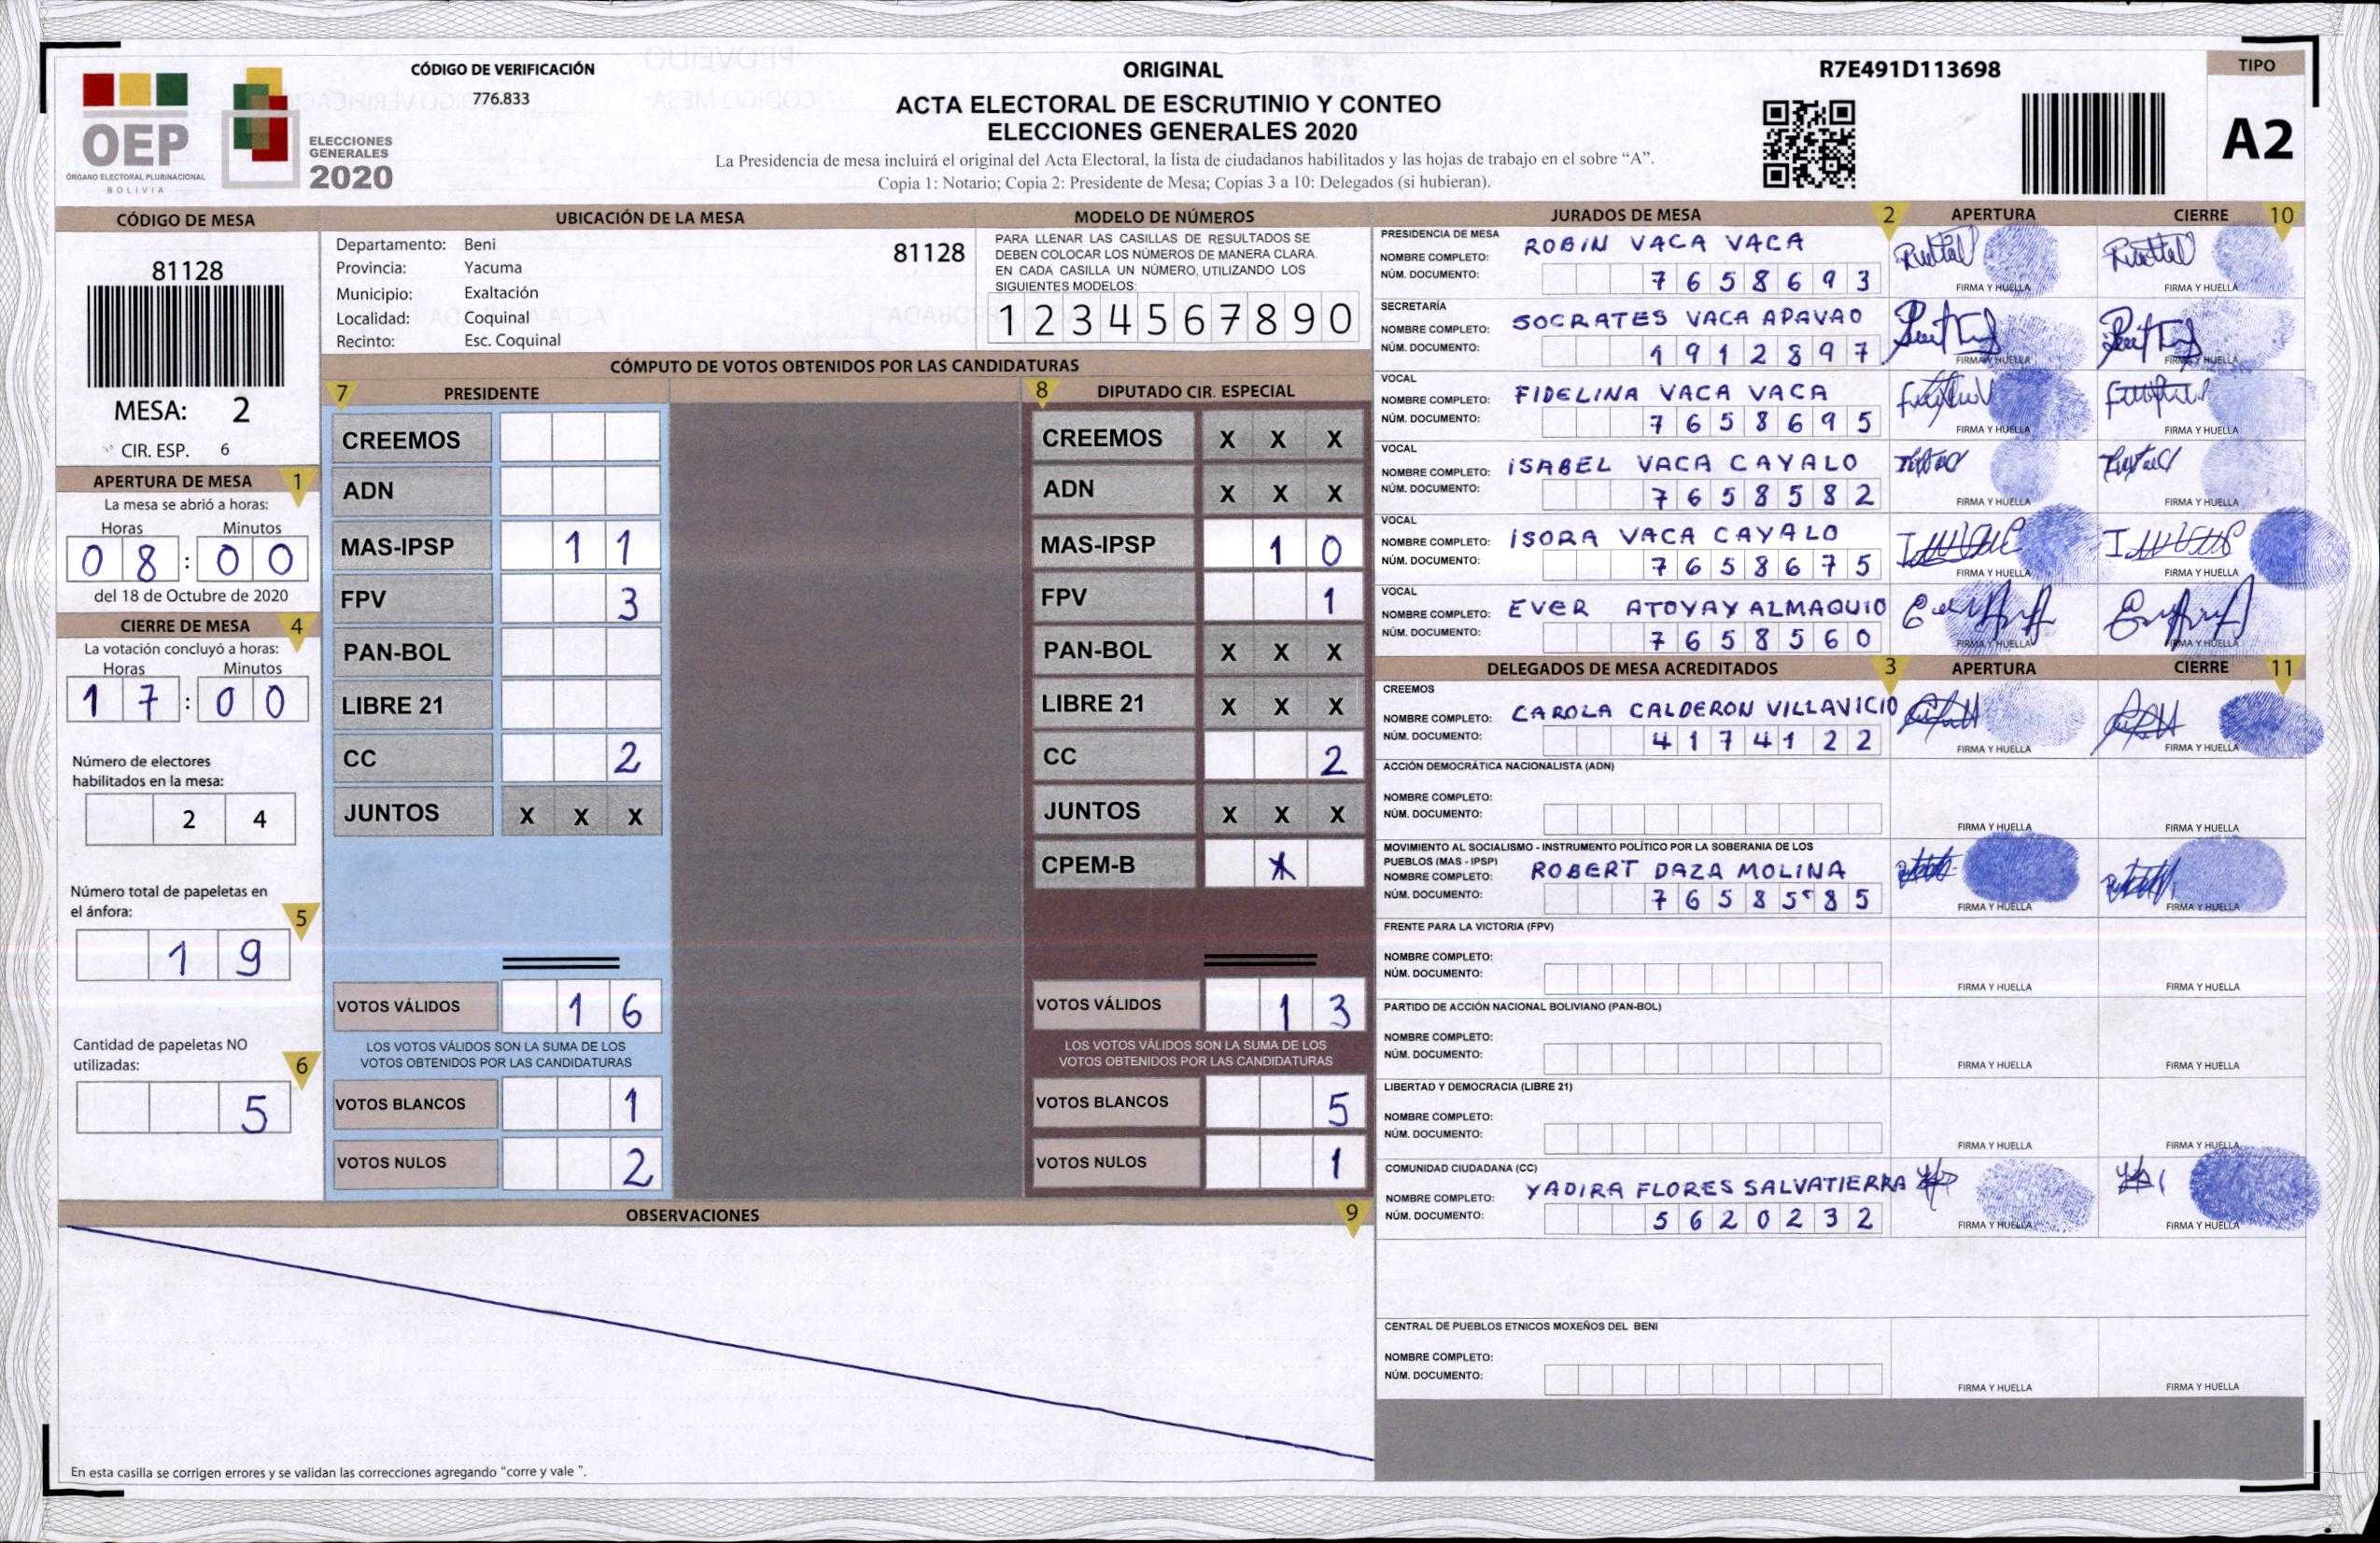 CÓDIGO DE VERIFICACIÓN
776.833
OEP
ÓRGANO ELECTORAL PLURINACIONAL
BOLIVIA
ELECCIONES
GENERALES
2020
ORIGINAL
ACTA ELECTORAL DE ESCRUTINIO Y CONTEO
ELECCIONES GENERALES 2020
La Presidencia de mesa incluirá el original del Acta Electoral, la lista de ciudadanos habilitados y las hojas de trabajo en el sobre “A”.
Copia 1: Notario; Copia 2: Presidente de Mesa; Copias 3 a 10: Delegados (si hubieran).
R7E491D113698
TIPO
A2
CÓDIGO DE MESA
81128
MESA: 2
CIR. ESP. 6
APERTURA DE MESA 1
La mesa se abrió a horas:
Horas Minutos
08:00
del 18 de Octubre de 2020
CIERRE DE MESA 4
La votación concluyó a horas:
Horas Minutos
17:00
Número de electores
habilitados en la mesa:
2 4
Número total de papeletas en
el ánfora: 5
1 9
Cantidad de papeletas NO
utilizadas: 6
5
UBICACIÓN DE LA MESA
Departamento: Beni
81128
Provincia: Yacuma
Municipio: Exaltación
Localidad: Coquinal
Recinto: Esc. Coquinal
MODELO DE NÚMEROS
PARA LLENAR LAS CASILLAS DE RESULTADOS SE
DEBEN COLOCAR LOS NÚMEROS DE MANERA CLARA.
EN CADA CASILLA UN NÚMERO, UTILIZANDO LOS
SIGUIENTES MODELOS:
1 2 3 4 5 6 7 8 9 0
CÓMPUTO DE VOTOS OBTENIDOS POR LAS CANDIDATURAS
7 PRESIDENTE
CREEMOS
ADN
MAS-IPSP 1 1
FPV 3
PAN-BOL
LIBRE 21
CC 2
JUNTOS X X X
VOTOS VÁLIDOS 1 6
LOS VOTOS VÁLIDOS SON LA SUMA DE LOS
VOTOS OBTENIDOS POR LAS CANDIDATURAS
VOTOS BLANCOS 1
VOTOS NULOS 2
8 DIPUTADO CIR. ESPECIAL
CREEMOS X X X
ADN X X X
MAS-IPSP 1 0
FPV 1
PAN-BOL X X X
LIBRE 21 X X X
CC 2
JUNTOS X X X
CPEM-B
VOTOS VÁLIDOS 1 3
LOS VOTOS VÁLIDOS SON LA SUMA DE LOS
VOTOS OBTENIDOS POR LAS CANDIDATURAS
VOTOS BLANCOS 5
VOTOS NULOS 1
OBSERVACIONES 9
En esta casilla se corrigen errores y se validan las correcciones agregando “corre y vale ”.
JURADOS DE MESA 2 APERTURA CIERRE 10
PRESIDENCIA DE MESA
NOMBRE COMPLETO: ROBIN VACA VACA
NÚM. DOCUMENTO: 7658693
FIRMA Y HUELLA FIRMA Y HUELLA
SECRETARÍA
NOMBRE COMPLETO: SOCRATES VACA APAVAO
NÚM. DOCUMENTO: 1912897
FIRMA Y HUELLA FIRMA Y HUELLA
VOCAL
NOMBRE COMPLETO: FIDELINA VACA VACA
NÚM. DOCUMENTO: 7658695
FIRMA Y HUELLA FIRMA Y HUELLA
VOCAL
NOMBRE COMPLETO: ISABEL VACA CAYALO
NÚM. DOCUMENTO: 7658582
FIRMA Y HUELLA FIRMA Y HUELLA
VOCAL
NOMBRE COMPLETO: ISORA VACA CAYALO
NÚM. DOCUMENTO: 7658675
FIRMA Y HUELLA FIRMA Y HUELLA
VOCAL
NOMBRE COMPLETO: EVER ATOYAY ALMAQUIO
NÚM. DOCUMENTO: 7658560
FIRMA Y HUELLA FIRMA Y HUELLA
DELEGADOS DE MESA ACREDITADOS 3 APERTURA CIERRE 11
CREEMOS
NOMBRE COMPLETO: CAROLA CALDERON VILLAVICIO
NÚM. DOCUMENTO: 4174122
FIRMA Y HUELLA FIRMA Y HUELLA
ACCIÓN DEMOCRÁTICA NACIONALISTA (ADN)
NOMBRE COMPLETO:
NÚM. DOCUMENTO:
FIRMA Y HUELLA FIRMA Y HUELLA
MOVIMIENTO AL SOCIALISMO - INSTRUMENTO POLÍTICO POR LA SOBERANIA DE LOS
PUEBLOS (MAS - IPSP)
NOMBRE COMPLETO: ROBERT DAZA MOLINA
NÚM. DOCUMENTO: 7658585
FIRMA Y HUELLA FIRMA Y HUELLA
FRENTE PARA LA VICTORIA (FPV)
NOMBRE COMPLETO:
NÚM. DOCUMENTO:
FIRMA Y HUELLA FIRMA Y HUELLA
PARTIDO DE ACCIÓN NACIONAL BOLIVIANO (PAN-BOL)
NOMBRE COMPLETO:
NÚM. DOCUMENTO:
FIRMA Y HUELLA FIRMA Y HUELLA
LIBERTAD Y DEMOCRACIA (LIBRE 21)
NOMBRE COMPLETO:
NÚM. DOCUMENTO:
FIRMA Y HUELLA FIRMA Y HUELLA
COMUNIDAD CIUDADANA (CC)
NOMBRE COMPLETO: YADIRA FLORES SALVATIERRA
NÚM. DOCUMENTO: 5620232
FIRMA Y HUELLA FIRMA Y HUELLA
CENTRAL DE PUEBLOS ETNICOS MOXEÑOS DEL BENI
NOMBRE COMPLETO:
NÚM. DOCUMENTO:
FIRMA Y HUELLA FIRMA Y HUELLA